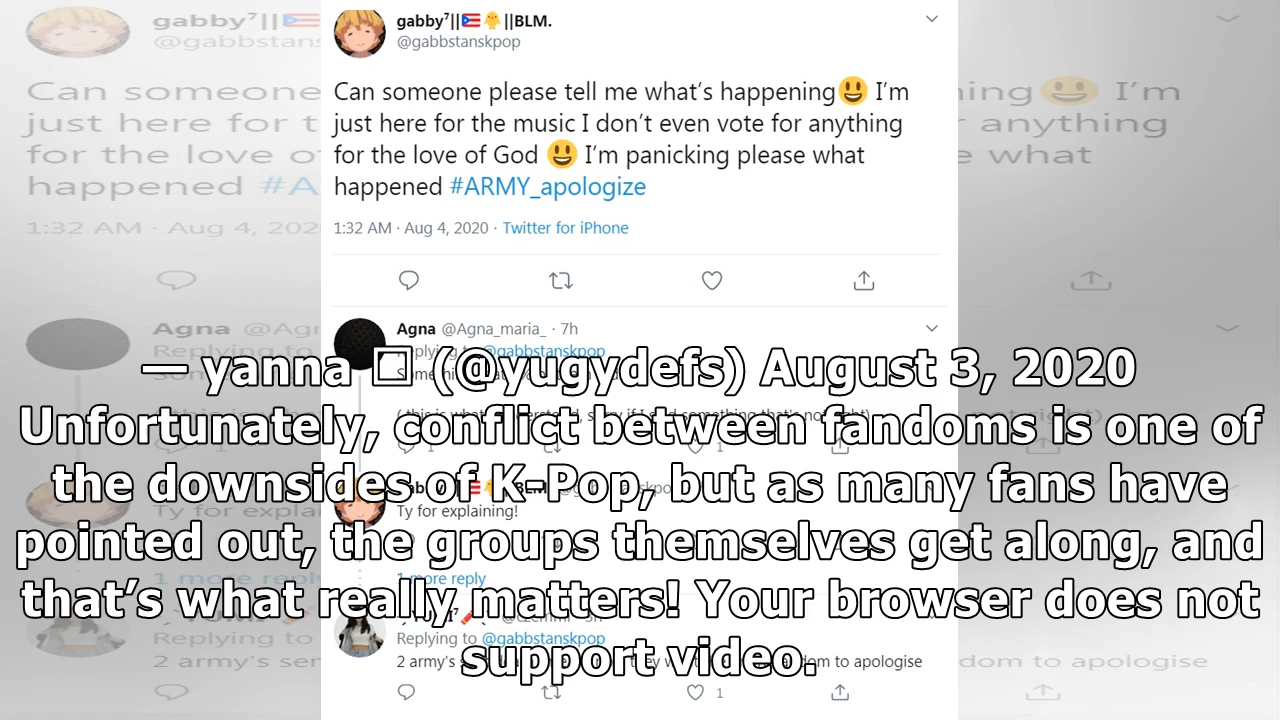 gabby⁷||🇵🇷🐥||BLM.
@gabbstanskpop
Can someone please tell me what's happening😃 I'm
just here for the music I don't even vote for anything
for the love of God 😃 I'm panicking please what
happened #ARMY_apologize
1:32 AM · Aug 4, 2020 · Twitter for iPhone
Agna @Agna_maria_ · 7h
Replying to @gabbstanskpop
— yanna □ (@yugydefs) August 3, 2020
Unfortunately, conflict between fandoms is one of
the downsides of K-Pop, but as many fans have
Ty for explaining!
pointed out, the groups themselves get along, and
1 more reply
that's what really matters! Your browser does not
Replying to @gabbstanskpop
support video.
2 army's to apologise
1